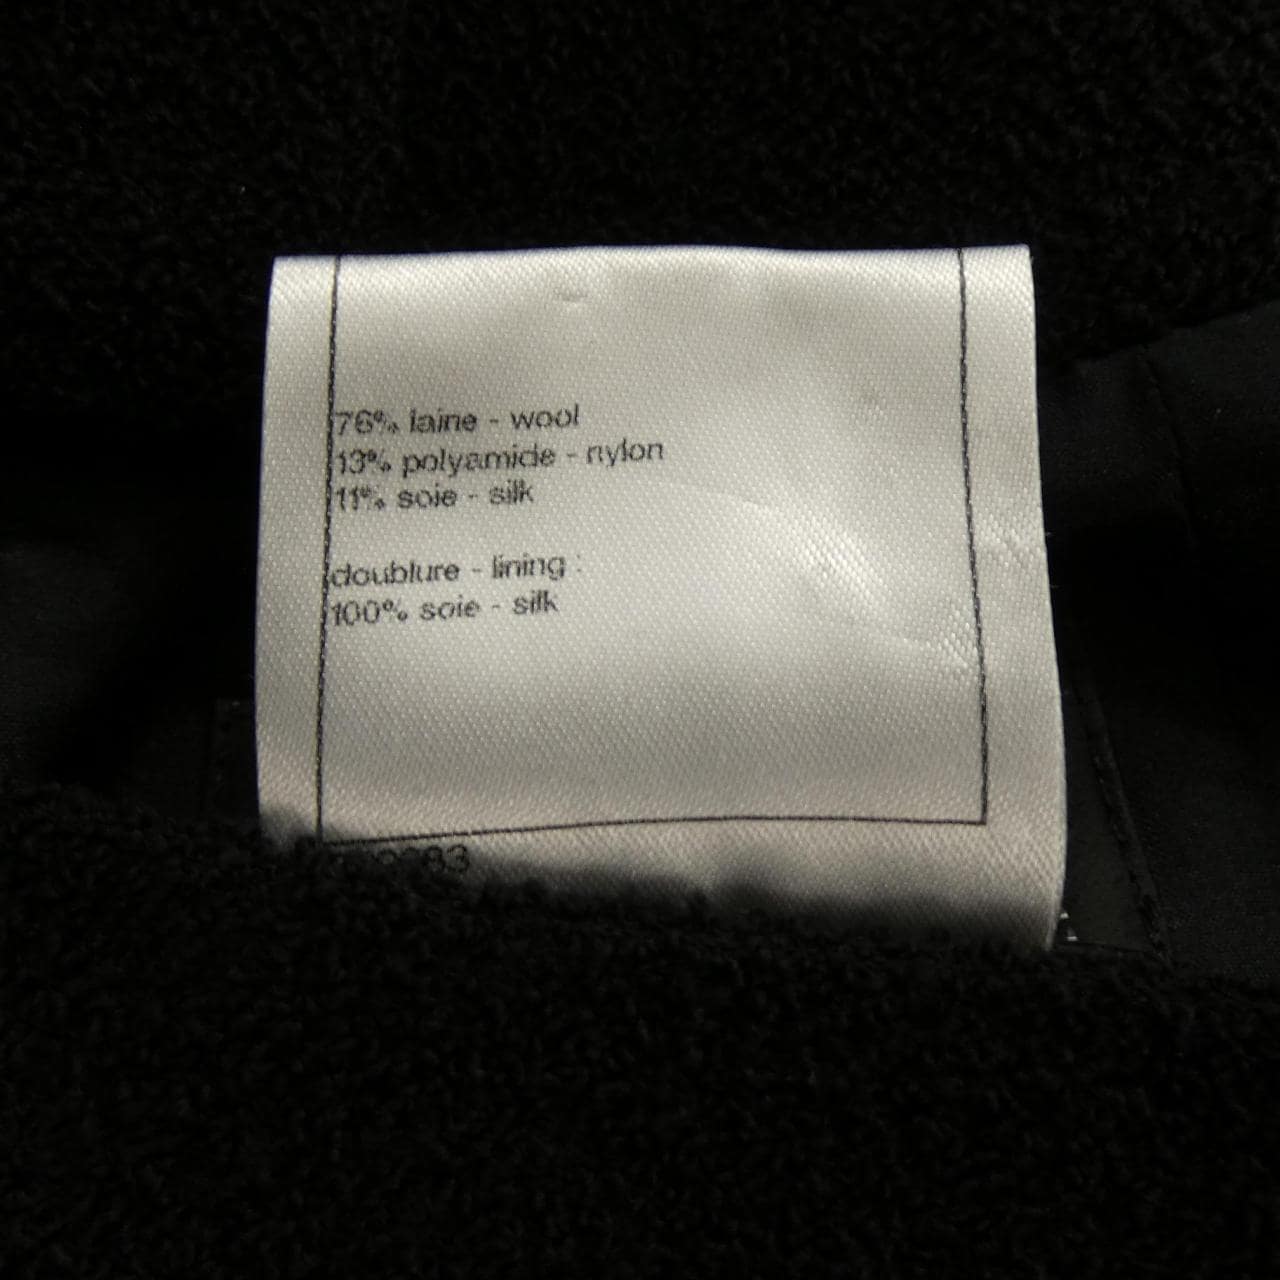 76% laine - wool
13% polyamide - nylon
11% soie - silk
doublure - lining :
100% soie - silk